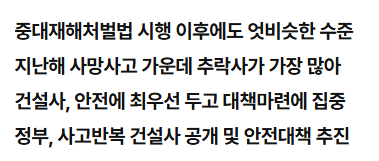 중대재해처벌법 시행 이후에도 엇비슷한 수준
지난해 사망사고 가운데 추락사가 가장 많아
건설사, 안전에 최우선 두고 대책마련에 집중
정부, 사고반복 건설사 공개 및 안전대책 추진